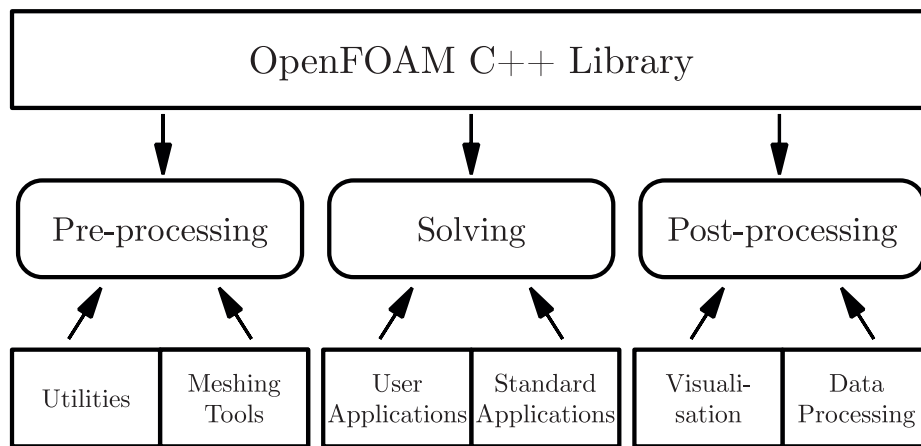 OpenFOAM C++ Library
Pre-processing
Solving
Post-processing
Utilities
Meshing
Tools
User
Applications
Standard
Applications
Visuali-
sation
Data
Processing